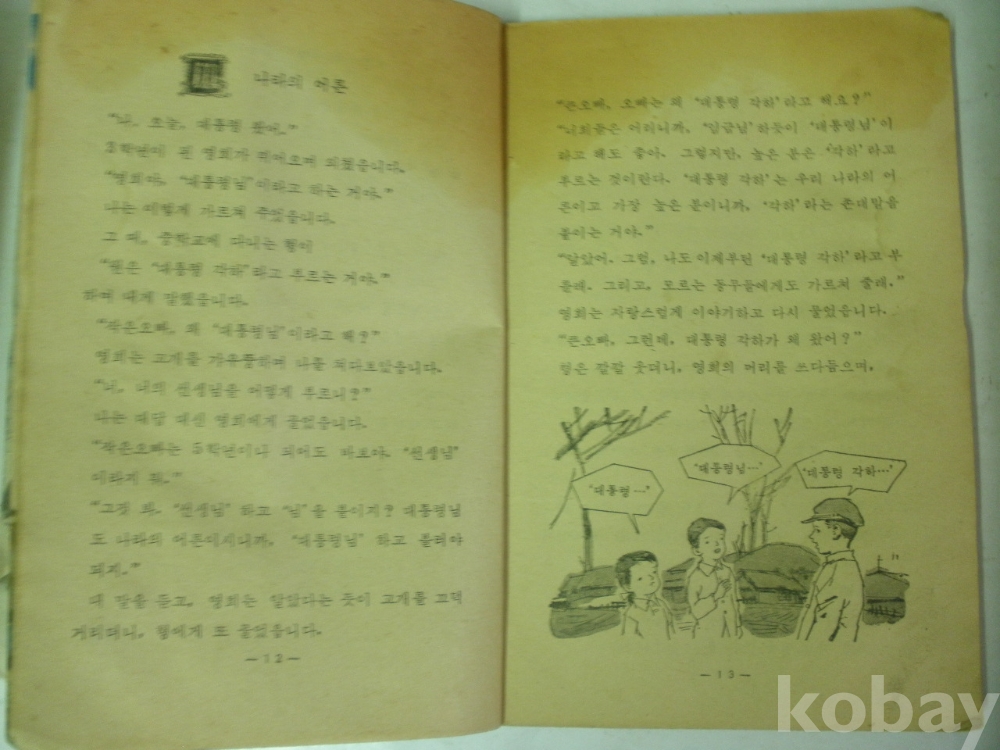 나라의 어른
"나, 오늘, 대통령 봤어."
3학년이 된 영희가 뛰어오며 외쳤읍니다.
"영희야, "대통령님"이라고 하는 거야."
나는 이렇게 가르쳐 주었읍니다.
그 때, 중학교에 다니는 형이
"원은 "대통령 각하"라고 부르는 거야."
하며 내게 말했읍니다.
"작은오빠, 왜 "대통령님"이라고 해?"
영희는 고개를 갸우뚱하며 나를 쳐다보았읍니다.
"너, 너의 선생님을 어떻게 부르니?"
나는 대답 대신 영희에게 물었읍니다.
"작은오빠는 5학년이나 되어도 바보야. '선생님'
이라지 뭐."
"그것 봐. '선생님' 하고 '님'을 붙이지? 대통령님
도 나라의 어른이시니까, '대통령님' 하고 불러야
되지."
내 말을 듣고, 영희는 알았다는 듯이 고개를 끄덕
거리더니, 형에게 또 물었읍니다.
— 1 2 —
"큰오빠, 오빠는 왜 '대통령 각하'라고 해요?"
"너희들은 어리니까, '임금님'하듯이 '대통령님'이
라고 해도 좋아. 그렇지만, 높은 분은 '각하'라고
부르는 것이란다. '대통령 각하'는 우리 나라의 어
른이고 가장 높은 분이니까, '각하'라는 존대말을
붙이는 거야."
"알았어. 그럼, 나도 이제부턴 '대통령 각하'라고 부
를래. 그리고, 모르는 동무들에게도 가르쳐 줄래."
영희는 자랑스럽게 이야기하고 다시 물었읍니다.
"큰오빠, 그런데, 대통령 각하가 왜 왔어?"
형은 깔깔 웃더니, 영희의 머리를 쓰다듬으며,
'대통령…'
'대통령님…'
'대통령 각하…'
— 1 3 —
kobay